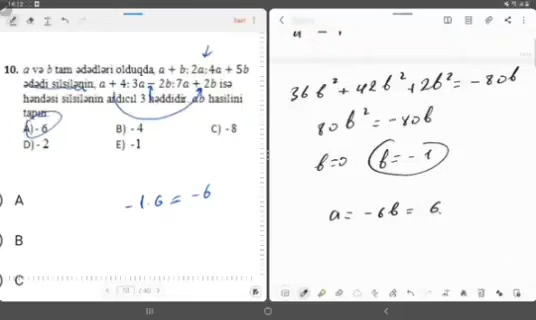 10. a və b tam ədədləri olduqda, a + b; 2a; 4a + 5b
ədədi silsilənin, a + 4; 3a − 2b; 7a + 2b isə
həndəsi silsilənin ardıcıl 3 həddidir. ab hasilini
tapın.
A) - 6 B) - 4 C) - 8
D) - 2 E) -1
-1 · 6 = -6
A
B
C
36b² + 42b² + 2b² = -80b
80b² = -80b
b=0 b= -1
a = -6b = 6.